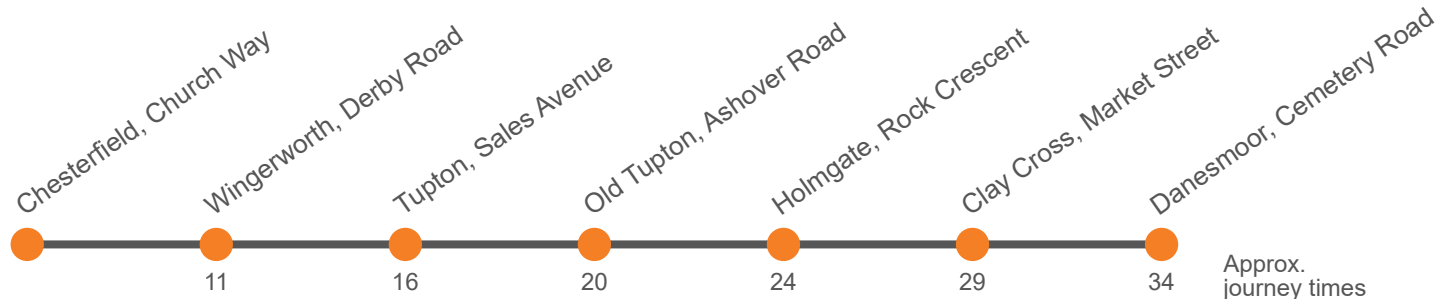 Chesterfield, Church Way
Wingerworth, Derby Road
Tupton, Sales Avenue
Old Tupton, Ashover Road
Holmgate, Rock Crescent
Clay Cross, Market Street
Danesmoor, Cemetery Road
11
16
20
24
29
34
Approx.
journey times